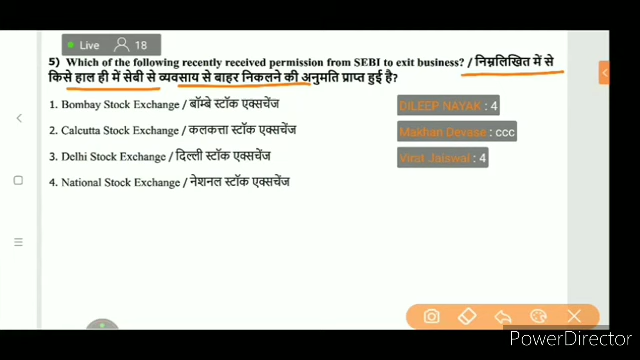 Live 18
5) Which of the following recently received permission from SEBI to exit business? / निम्नलिखित में से
किसे हाल ही में सेबी से व्यवसाय से बाहर निकलने की अनुमति प्राप्त हुई है?
1. Bombay Stock Exchange / बॉम्बे स्टॉक एक्सचेंज
DILEEP NAYAK : 4
2. Calcutta Stock Exchange / कलकत्ता स्टॉक एक्सचेंज
Makhan Devase : ccc
3. Delhi Stock Exchange / दिल्ली स्टॉक एक्सचेंज
Virat Jaiswal : 4
4. National Stock Exchange / नेशनल स्टॉक एक्सचेंज
PowerDirector